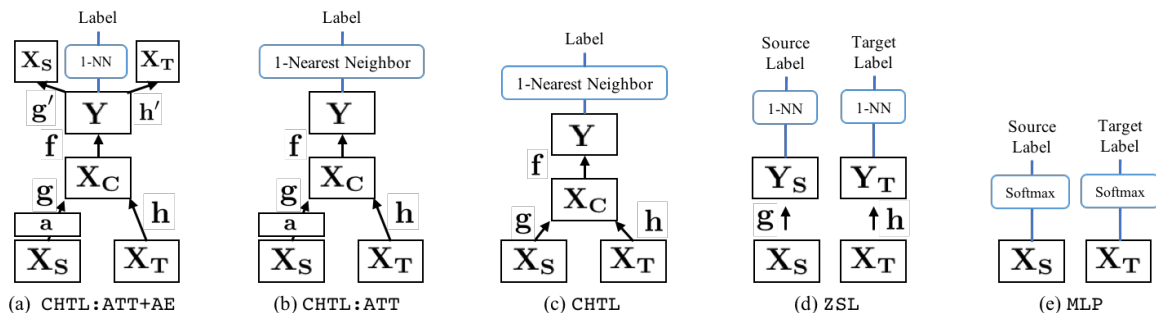 Label
X_S 1-NN X_T
g′ Y h′
f
X_C
g h
a
X_S X_T
(a) CHTL:ATT+AE
Label
1-Nearest Neighbor
Y
f
X_C
g h
a
X_S X_T
(b) CHTL:ATT
Label
1-Nearest Neighbor
Y
f
X_C
g h
X_S X_T
(c) CHTL
Source Target
Label Label
1-NN 1-NN
Y_S Y_T
g h
X_S X_T
(d) ZSL
Source Target
Label Label
Softmax Softmax
X_S X_T
(e) MLP